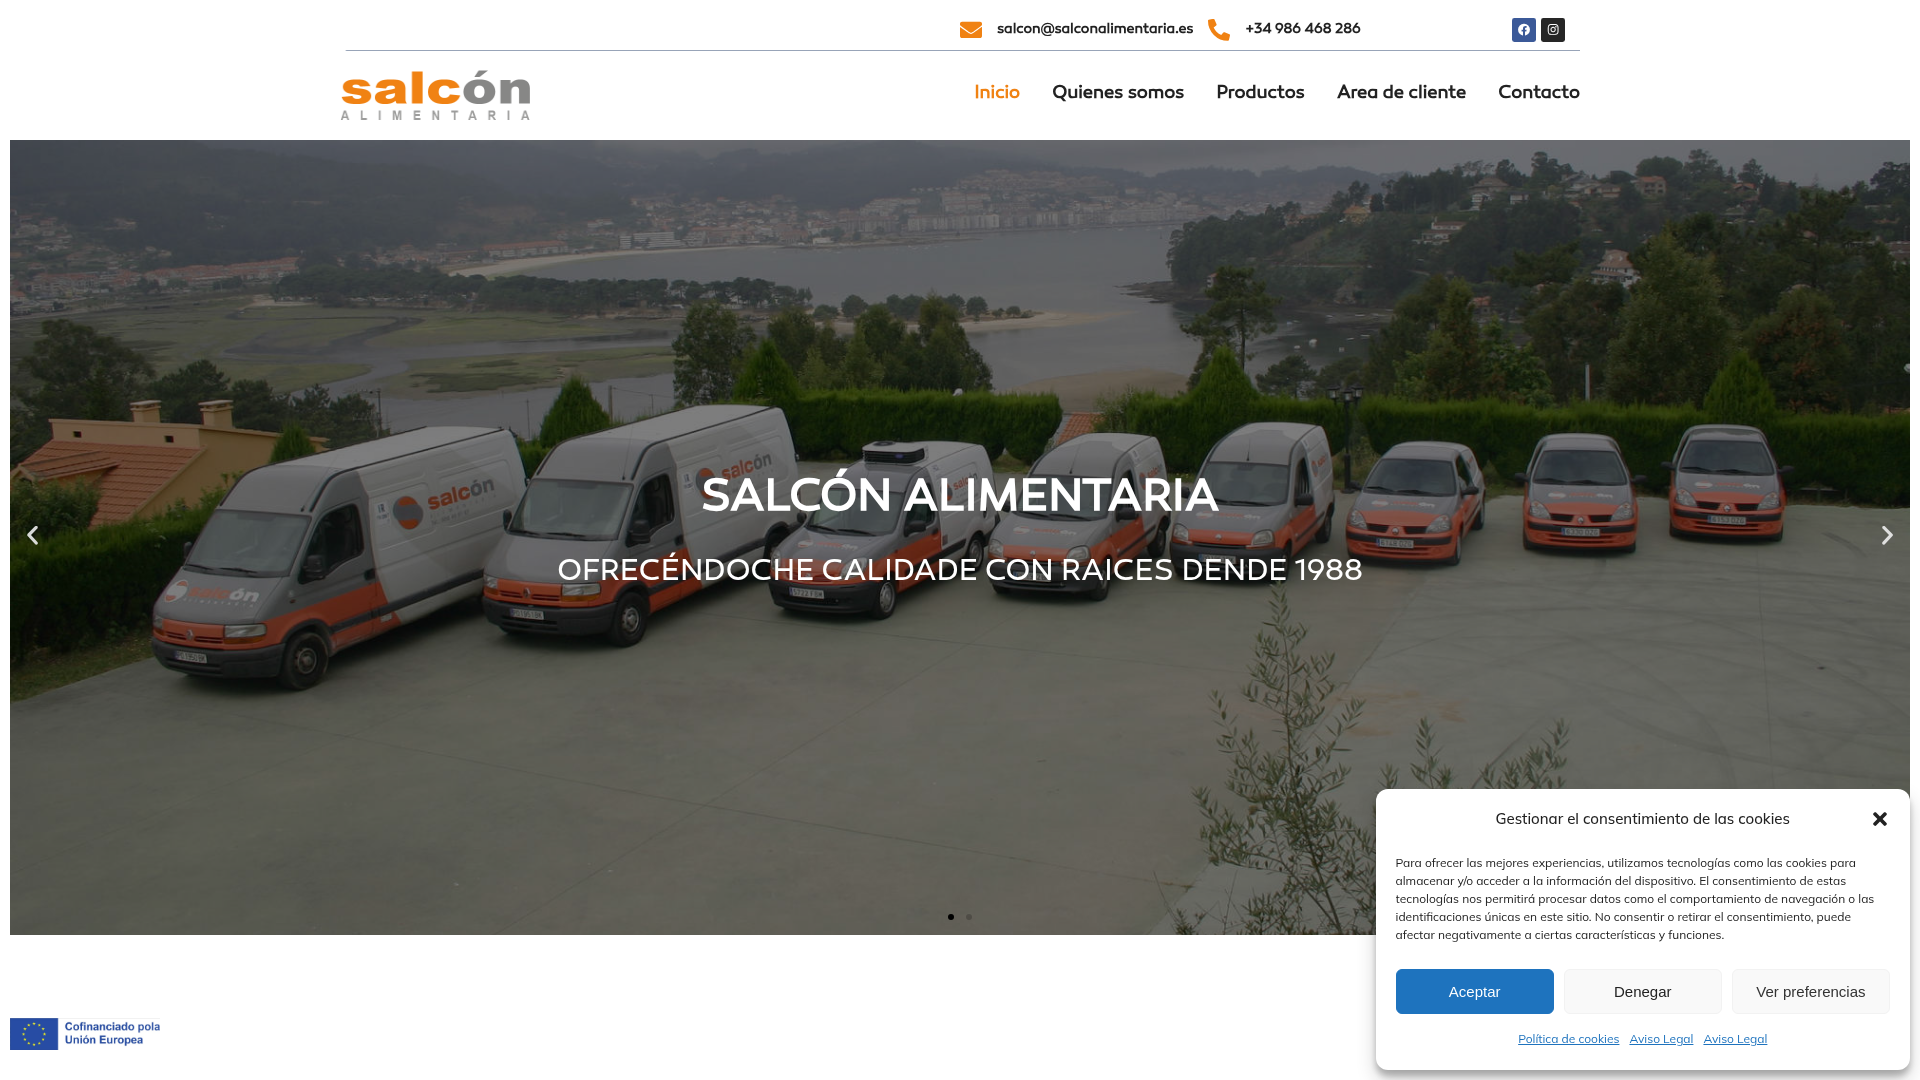 salcon@salconalimentaria.es
+34 986 468 286
salcón
ALIMENTARIA
Inicio
Quienes somos
Productos
Area de cliente
Contacto
salcón
salcón
SALCÓN ALIMENTARIA
OFRECÉNDOCHE CALIDADE CON RAICES DENDE 1988
salcón
ALIMENTARIA
Gestionar el consentimiento de las cookies
Para ofrecer las mejores experiencias, utilizamos tecnologías como las cookies para
almacenar y/o acceder a la información del dispositivo. El consentimiento de estas
tecnologías nos permitirá procesar datos como el comportamiento de navegación o las
identificaciones únicas en este sitio. No consentir o retirar el consentimiento, puede
afectar negativamente a ciertas características y funciones.
Aceptar
Denegar
Ver preferencias
Política de cookies
Aviso Legal
Aviso Legal
Cofinanciado pola
Unión Europea